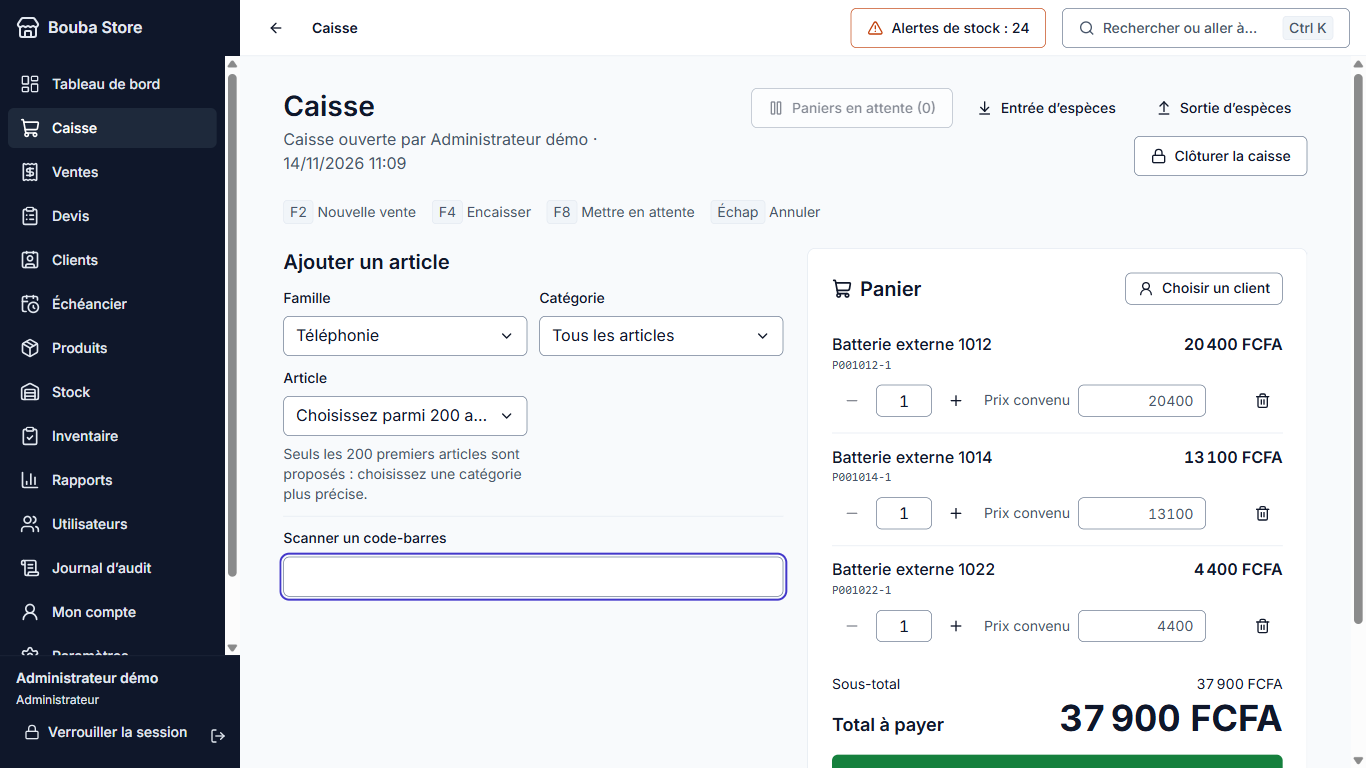 Bouba Store
Tableau de bord
Caisse
Ventes
Devis
Clients
Échéancier
Produits
Stock
Inventaire
Rapports
Utilisateurs
Journal d’audit
Mon compte
Paramètres
Administrateur démo
Administrateur
Verrouiller la session
Caisse
Alertes de stock : 24
Rechercher ou aller à…
Ctrl K
Caisse
Caisse ouverte par Administrateur démo ·
14/11/2026 11:09
Paniers en attente (0)
Entrée d’espèces
Sortie d’espèces
Clôturer la caisse
F2 Nouvelle vente F4 Encaisser F8 Mettre en attente Échap Annuler
Ajouter un article
Famille
Téléphonie
Catégorie
Tous les articles
Article
Choisissez parmi 200 a...
Seuls les 200 premiers articles sont
proposés : choisissez une catégorie
plus précise.
Scanner un code-barres
Panier
Choisir un client
Batterie externe 1012 20 400 FCFA
P001012-1
1 Prix convenu 20400
Batterie externe 1014 13 100 FCFA
P001014-1
1 Prix convenu 13100
Batterie externe 1022 4 400 FCFA
P001022-1
1 Prix convenu 4400
Sous-total 37 900 FCFA
Total à payer 37 900 FCFA